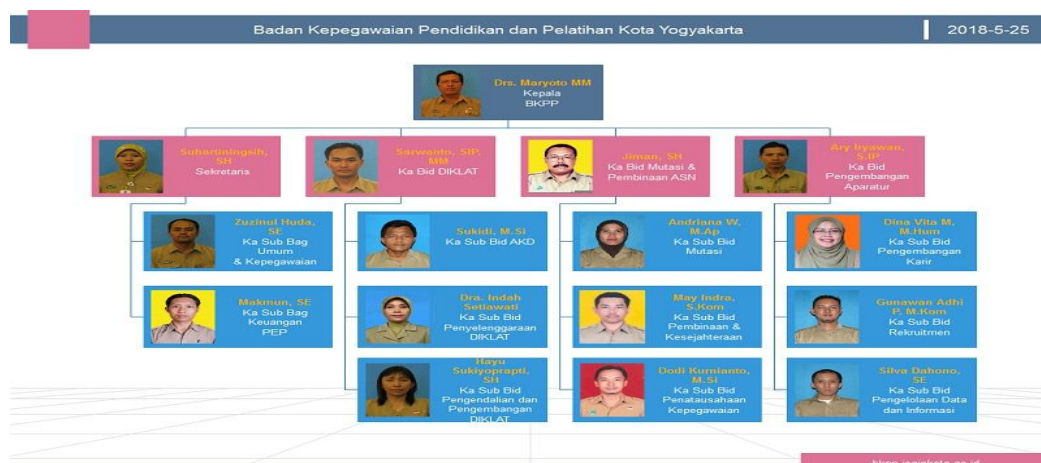 Badan Kepegawaian Pendidikan dan Pelatihan Kota Yogyakarta
2018-5-25
Drs. Maryoto MM
Kepala
BKPP
Suhartiningsih,
SH
Sekretaris
Sarwanto, SIP,
MM
Ka Bid DIKLAT
Jiman, SH
Ka Bid Mutasi &
Pembinaan ASN
Ary Iryawan,
S.IP
Ka Bid
Pengembangan
Aparatur
Zuzinul Huda,
SE
Ka Sub Bag
Umum
& Kepegawaian
Makmun, SE
Ka Sub Bag
Keuangan
PEP
Sukidi, M.Si
Ka Sub Bid AKD
Dra. Indah
Setiawati
Ka Sub Bid
Penyelenggaraan
DIKLAT
Hayu
Sukiyoprapti,
SH
Ka Sub Bid
Pengendalian dan
Pengembangan
DIKLAT
Andriana W,
M.Ap
Ka Sub Bid
Mutasi
May Indra,
S.Kom
Ka Sub Bid
Pembinaan &
Kesejahteraan
Dodi Kurnianto,
M.Si
Ka Sub Bid
Penatausahaan
Kepegawaian
Dina Vita M,
M.Hum
Ka Sub Bid
Pengembangan
Karir
Gunawan Adhi
P, M.Kom
Ka Sub Bid
Rekruitmen
Silva Dahono,
SE
Ka Sub Bid
Pengelolaan Data
dan Informasi